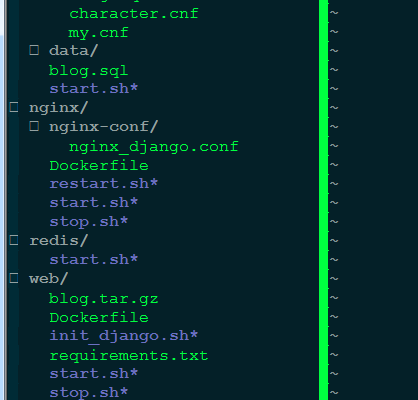 character.cnf
my.cnf
data/
blog.sql
start.sh*
nginx/
nginx-conf/
nginx_django.conf
Dockerfile
restart.sh*
start.sh*
stop.sh*
redis/
start.sh*
web/
blog.tar.gz
Dockerfile
init_django.sh*
requirements.txt
start.sh*
stop.sh*